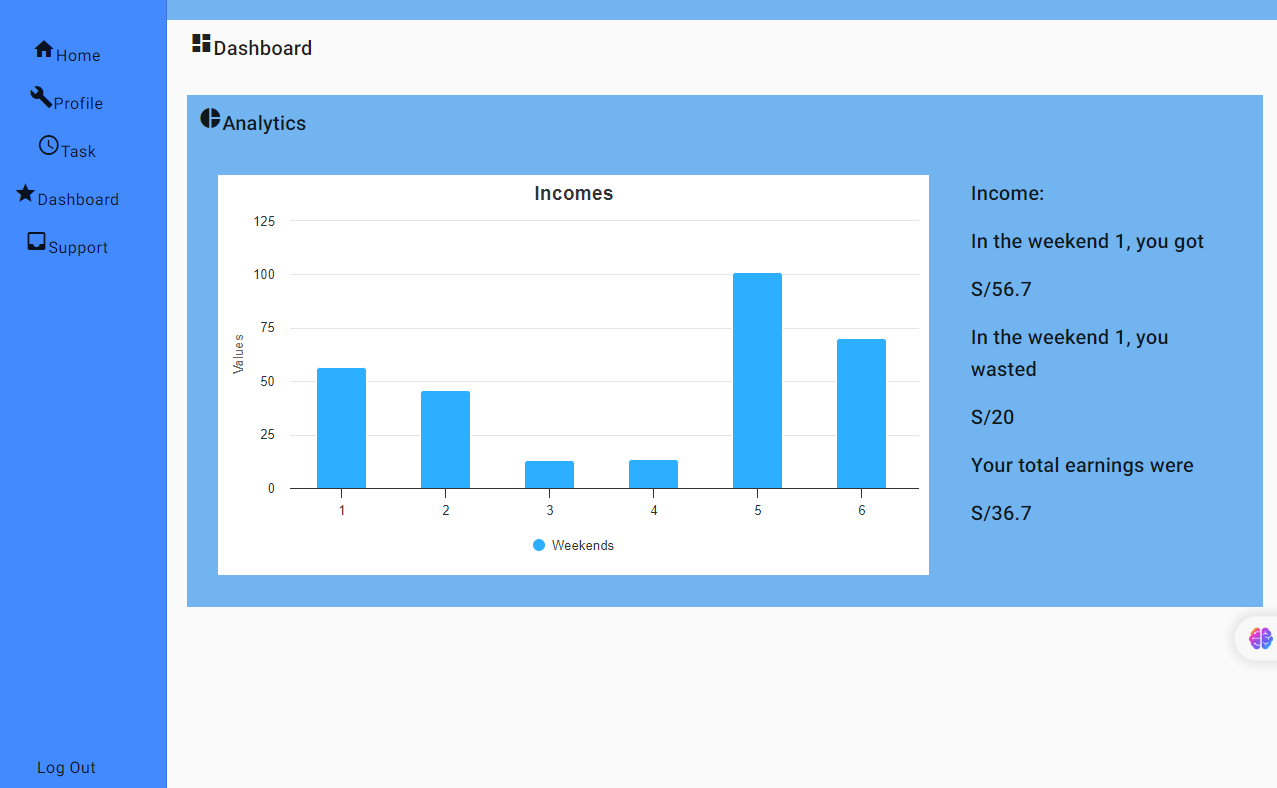 Home
Profile
Task
Dashboard
Support
Log Out
Dashboard
Analytics
Incomes
Values
125
100
75
50
25
0
1 2 3 4 5 6
Weekends
Income:
In the weekend 1, you got
S/56.7
In the weekend 1, you
wasted
S/20
Your total earnings were
S/36.7